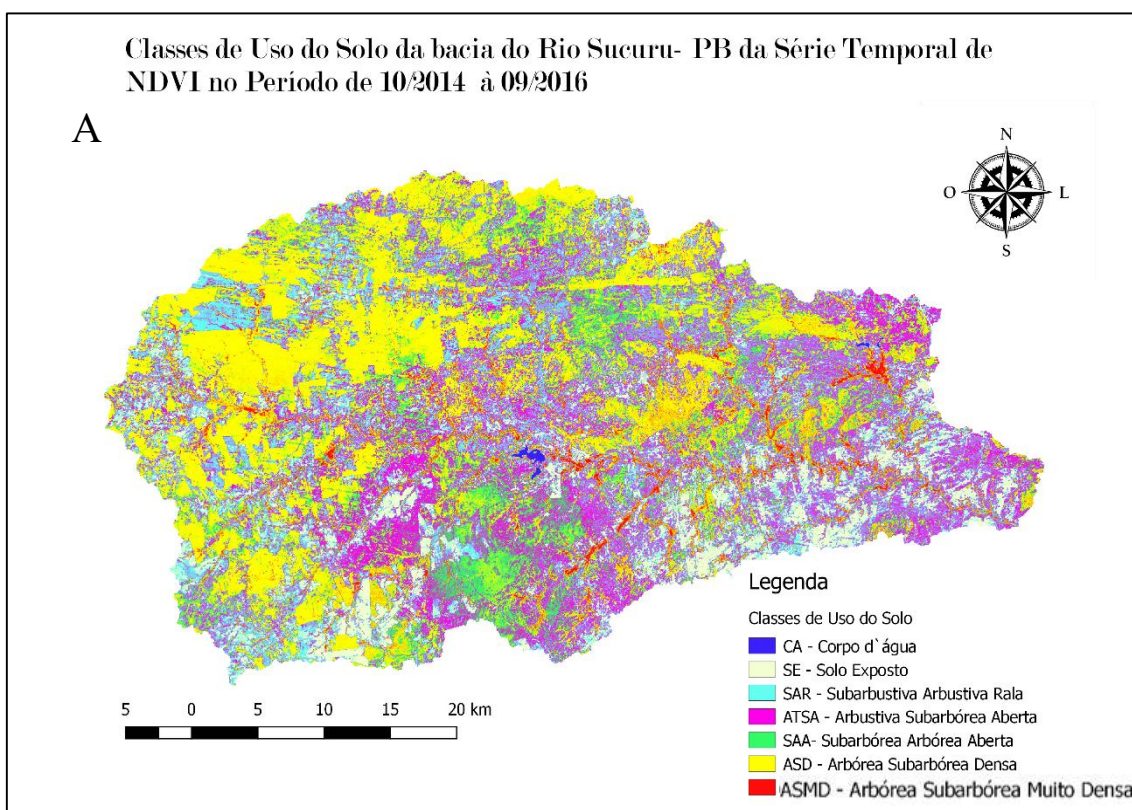 Classes de Uso do Solo da bacia do Rio Sucuru- PB da Série Temporal de
NDVI no Período de 10/2014 à 09/2016
A
N
O L
S
Legenda
Classes de Uso do Solo
CA - Corpo d`água
SE - Solo Exposto
SAR - Subarbustiva Arbustiva Rala
ATSA - Arbustiva Subarbórea Aberta
SAA- Subarbórea Arbórea Aberta
ASD - Arbórea Subarbórea Densa
ASMD - Arbórea Subarbórea Muito Densa
5 0 5 10 15 20 km